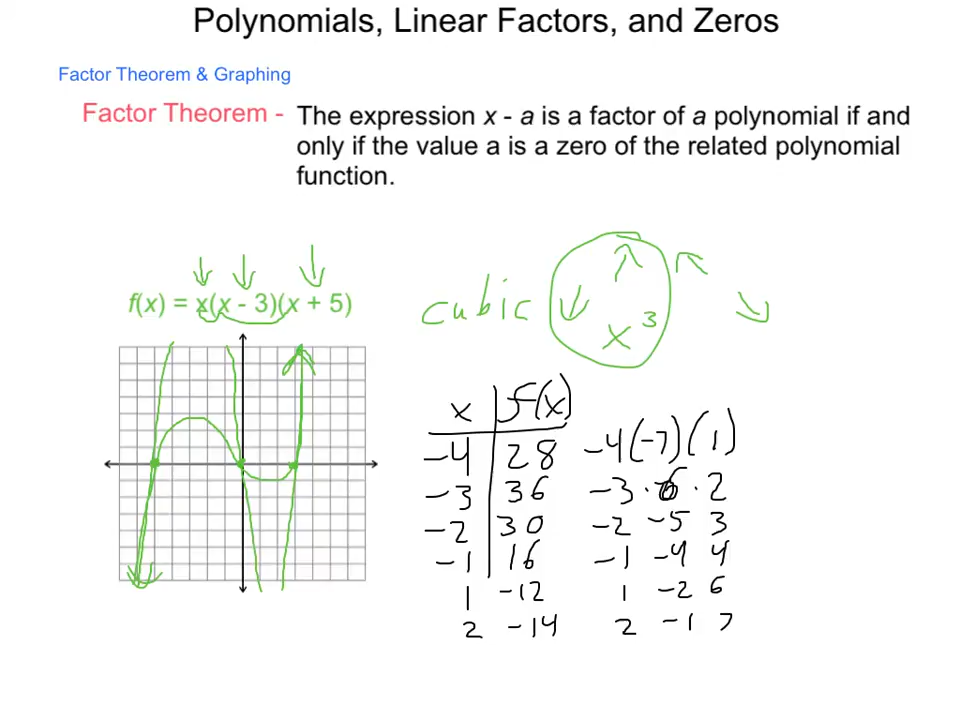 Polynomials, Linear Factors, and Zeros
Factor Theorem & Graphing
Factor Theorem - The expression x - a is a factor of a polynomial if and
only if the value a is a zero of the related polynomial
function.
f(x) = x(x - 3)(x + 5)
cubic
x³
x f(x)
-4 28 -4(-7)(1)
-3 36 -3 · -6 · 2
-2 30 -2 -5 3
-1 16 -1 -4 4
1 -12 1 -2 6
2 -14 2 -1 7